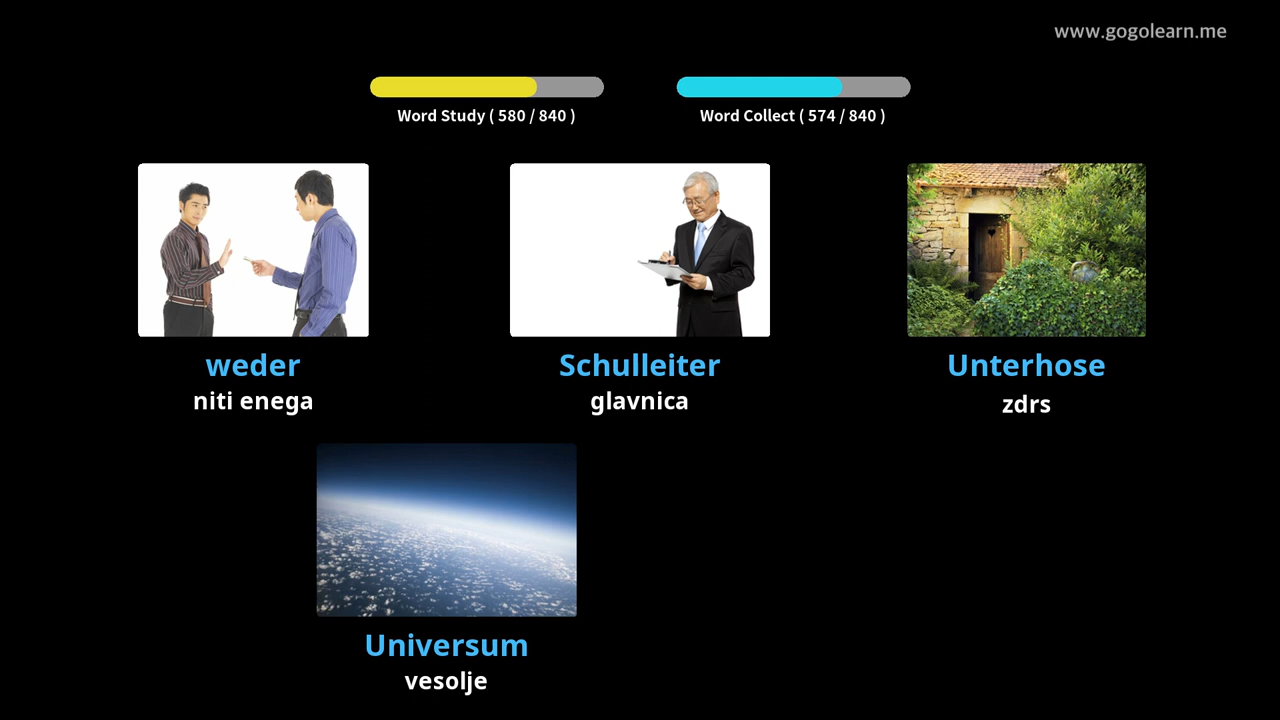 www.gogolearn.me
Word Study ( 580 / 840 )
Word Collect ( 574 / 840 )
weder
niti enega
Schulleiter
glavnica
Unterhose
zdrs
Universum
vesolje